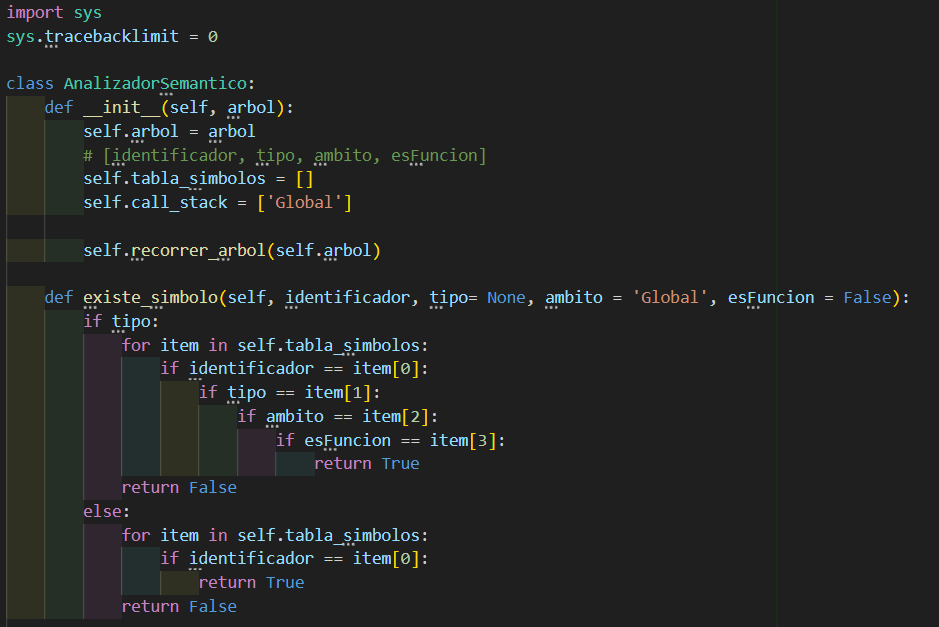 import sys
sys.tracebacklimit = 0

class AnalizadorSemantico:
    def __init__(self, arbol):
        self.arbol = arbol
        # [identificador, tipo, ambito, esFuncion]
        self.tabla_simbolos = []
        self.call_stack = ['Global']

        self.recorrer_arbol(self.arbol)

    def existe_simbolo(self, identificador, tipo= None, ambito = 'Global', esFuncion = False):
        if tipo:
            for item in self.tabla_simbolos:
                if identificador == item[0]:
                    if tipo == item[1]:
                        if ambito == item[2]:
                            if esFuncion == item[3]:
                                return True
            return False
        else:
            for item in self.tabla_simbolos:
                if identificador == item[0]:
                    return True
            return False